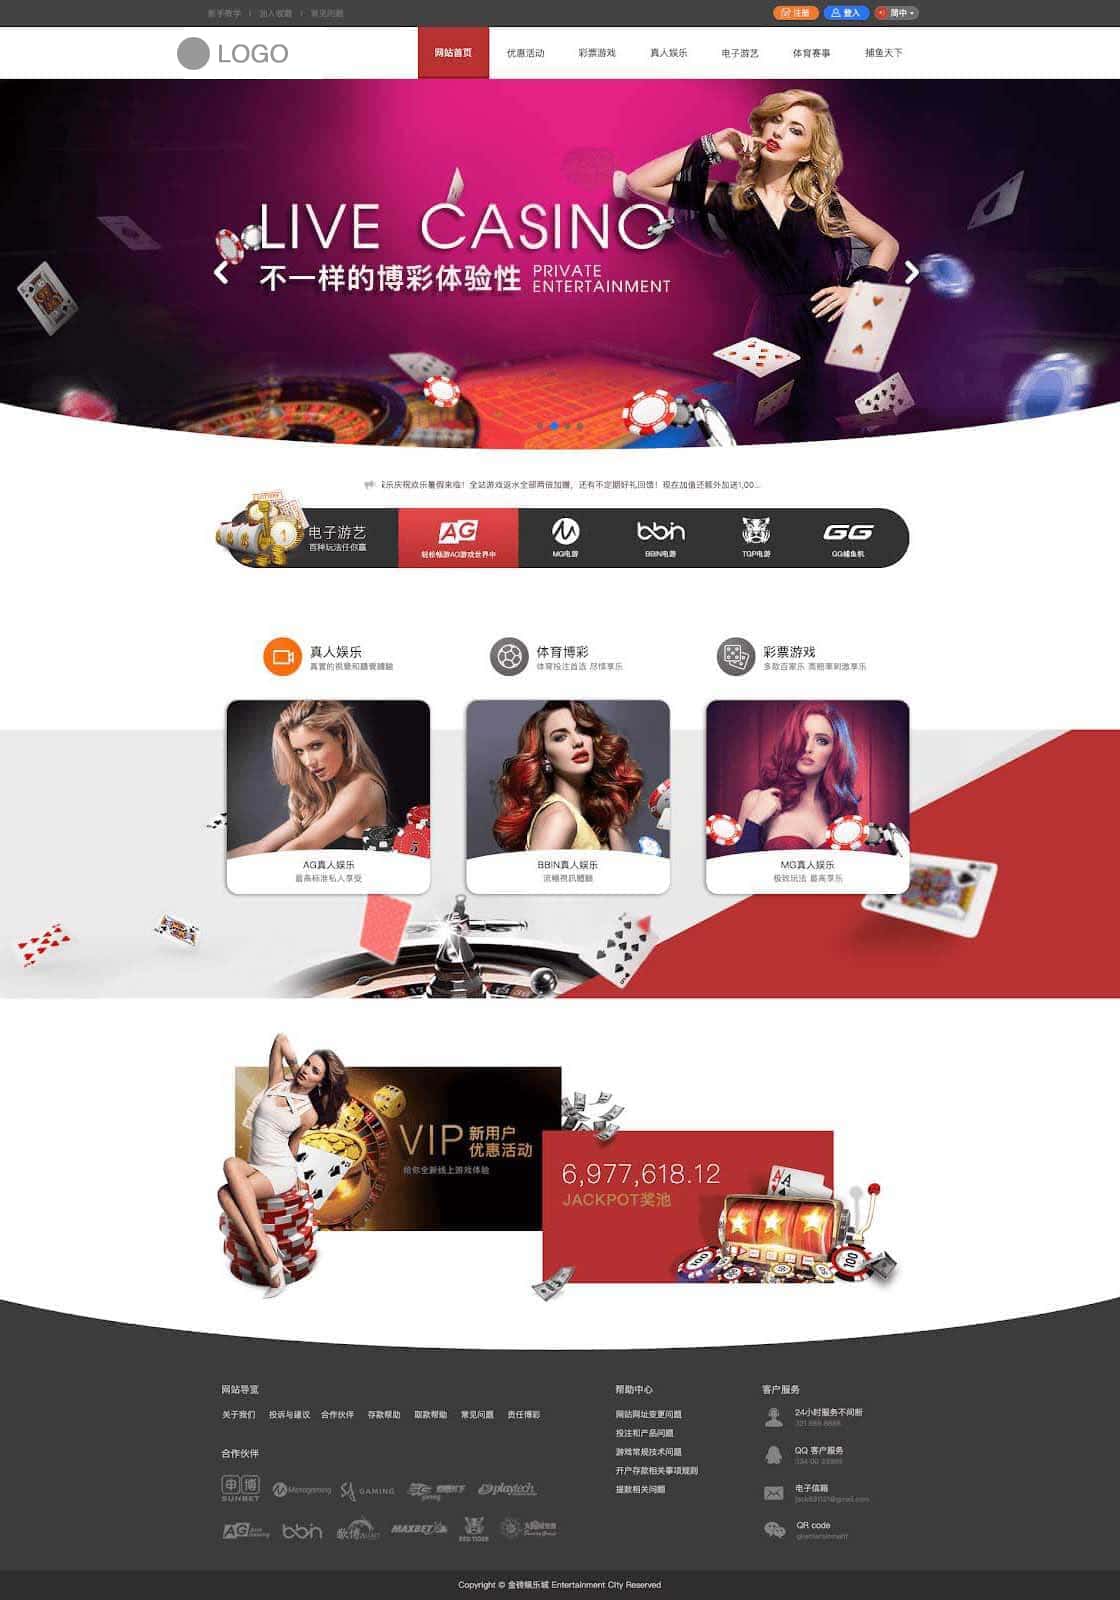 新手教学 | 加入收藏 | 常见问题
注册
登入
简中
LOGO
网站首页
优惠活动
彩票游戏
真人娱乐
电子游艺
体育赛事
捕鱼天下
LIVE CASINO
不一样的博彩体验性
PRIVATE
ENTERTAINMENT
乐庆祝欢乐暑假来临！全站游戏返水全部两倍加赠，还有不定期好礼回馈！现在加值还额外加送1,00...
电子游艺
百种玩法任你赢
AG
轻松畅游AG游戏世界中
MG电游
bbin
BBIN电游
TGP电游
GG
GG捕鱼机
真人娱乐
真实的视觉和听觉体验
体育博彩
体育投注首选 尽情享乐
彩票游戏
多款百家乐 高赔率刺激享乐
AG真人娱乐
最高标准私人享受
BBIN真人娱乐
流畅视讯体验
MG真人娱乐
极致玩法 最高享乐
VIP 新用户
优惠活动
给你全新线上游戏体验
6,977,618.12
JACKPOT奖池
100
100
网站导览
关于我们 投诉与建议 合作伙伴 存款帮助 取款帮助 常见问题 责任博彩
合作伙伴
申博
SUNBET
Microgaming
SA GAMING
playtech
AG
bbin
MAXBET
RED TIGER
帮助中心
网站网址变更问题
投注和产品问题
游戏常规技术问题
开户存款相关事项规则
提款相关问题
客户服务
24小时服务不间断
QQ 客户服务
电子信箱
QR code
Copyright © 金砖娱乐城 Entertainment City Reserved